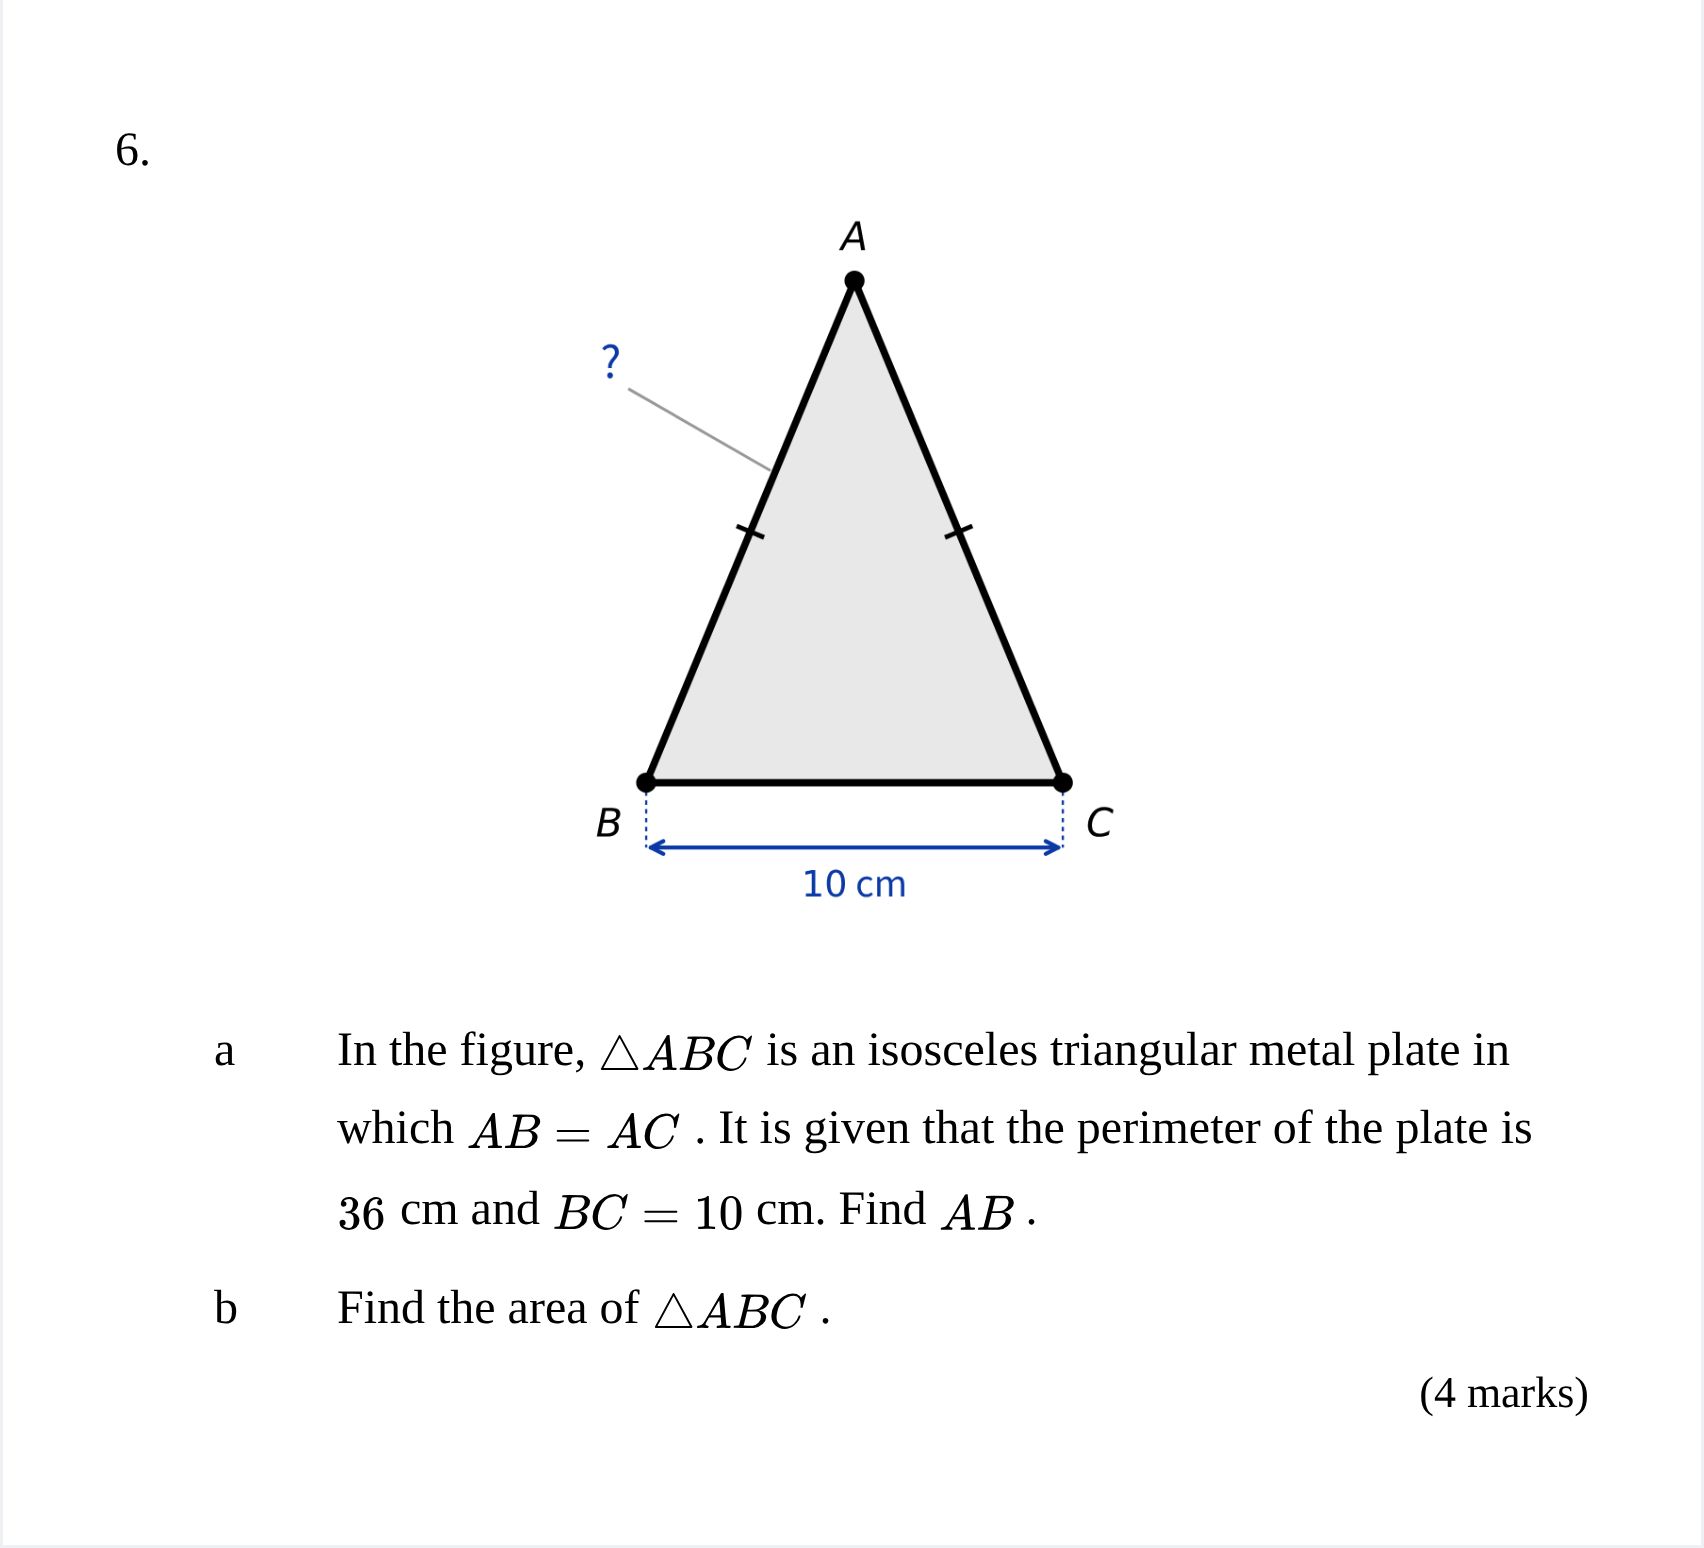 6.
A
?
B
C
10 cm
a In the figure, △ABC is an isosceles triangular metal plate in
which AB = AC . It is given that the perimeter of the plate is
36 cm and BC = 10 cm. Find AB .
b Find the area of △ABC .
(4 marks)